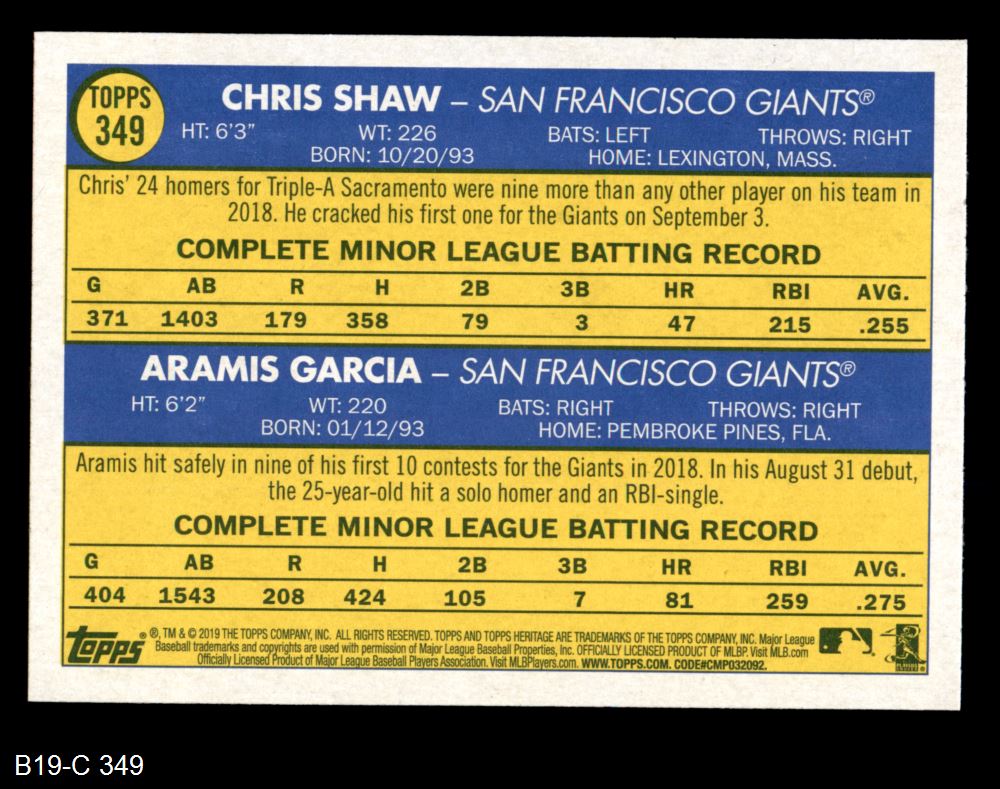 TOPPS
349
CHRIS SHAW – SAN FRANCISCO GIANTS®
HT: 6'3" WT: 226 BATS: LEFT THROWS: RIGHT
BORN: 10/20/93 HOME: LEXINGTON, MASS.
Chris' 24 homers for Triple-A Sacramento were nine more than any other player on his team in
2018. He cracked his first one for the Giants on September 3.
COMPLETE MINOR LEAGUE BATTING RECORD
G AB R H 2B 3B HR RBI AVG.
371 1403 179 358 79 3 47 215 .255
ARAMIS GARCIA – SAN FRANCISCO GIANTS®
HT: 6'2" WT: 220 BATS: RIGHT THROWS: RIGHT
BORN: 01/12/93 HOME: PEMBROKE PINES, FLA.
Aramis hit safely in nine of his first 10 contests for the Giants in 2018. In his August 31 debut,
the 25-year-old hit a solo homer and an RBI-single.
COMPLETE MINOR LEAGUE BATTING RECORD
G AB R H 2B 3B HR RBI AVG.
404 1543 208 424 105 7 81 259 .275
topps® ®, TM & © 2019 THE TOPPS COMPANY, INC. ALL RIGHTS RESERVED. TOPPS AND TOPPS HERITAGE ARE TRADEMARKS OF THE TOPPS COMPANY, INC. Major League
Baseball trademarks and copyrights are used with permission of Major League Baseball Properties, Inc. OFFICIALLY LICENSED PRODUCT OF MLBP. Visit MLB.com
Officially Licensed Product of Major League Baseball Players Association. Visit MLBPlayers.com. WWW.TOPPS.COM. CODE#CMP032092.
B19-C 349